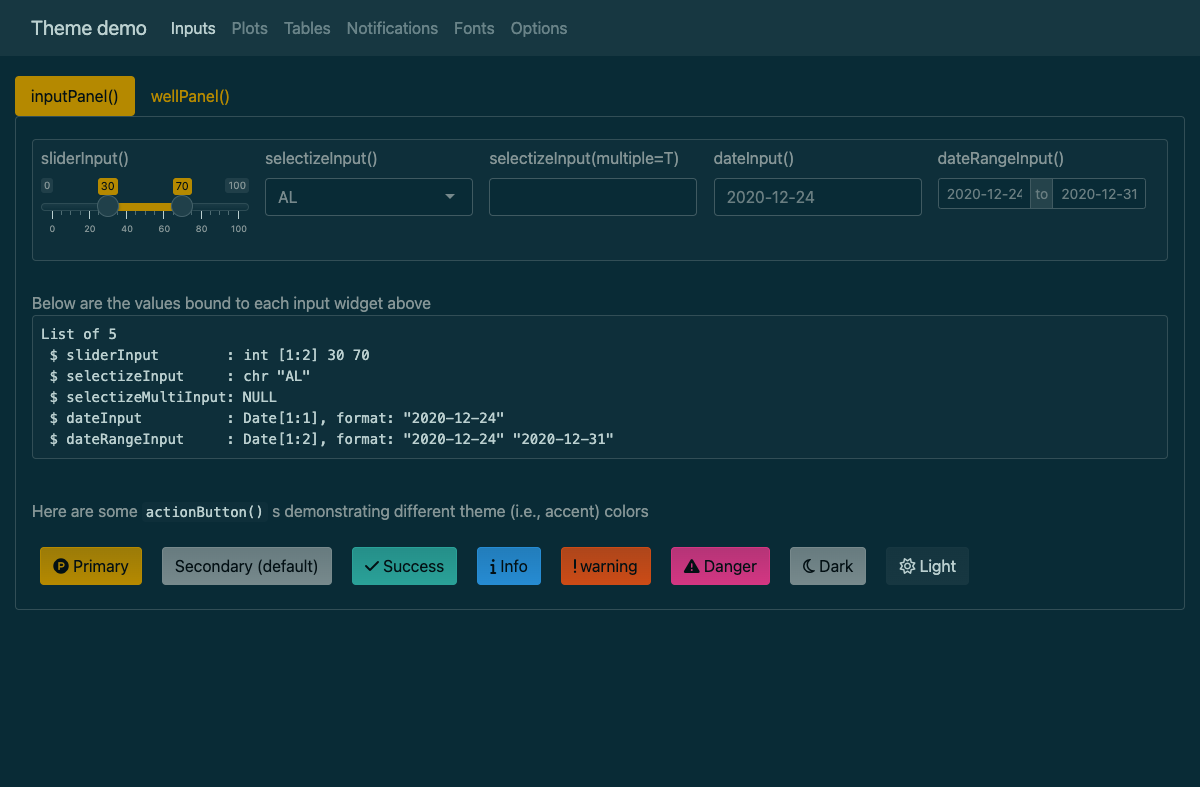 Theme demo Inputs Plots Tables Notifications Fonts Options
inputPanel() wellPanel()
sliderInput() selectizeInput() selectizeInput(multiple=T) dateInput() dateRangeInput()
0 30 70 100
AL 2020-12-24 2020-12-24 to 2020-12-31
0 20 40 60 80 100
Below are the values bound to each input widget above
List of 5
 $ sliderInput        : int [1:2] 30 70
 $ selectizeInput     : chr "AL"
 $ selectizeMultiInput: NULL
 $ dateInput          : Date[1:1], format: "2020-12-24"
 $ dateRangeInput     : Date[1:2], format: "2020-12-24" "2020-12-31"
Here are some actionButton() s demonstrating different theme (i.e., accent) colors
P Primary Secondary (default) Success i Info ! warning Danger Dark Light